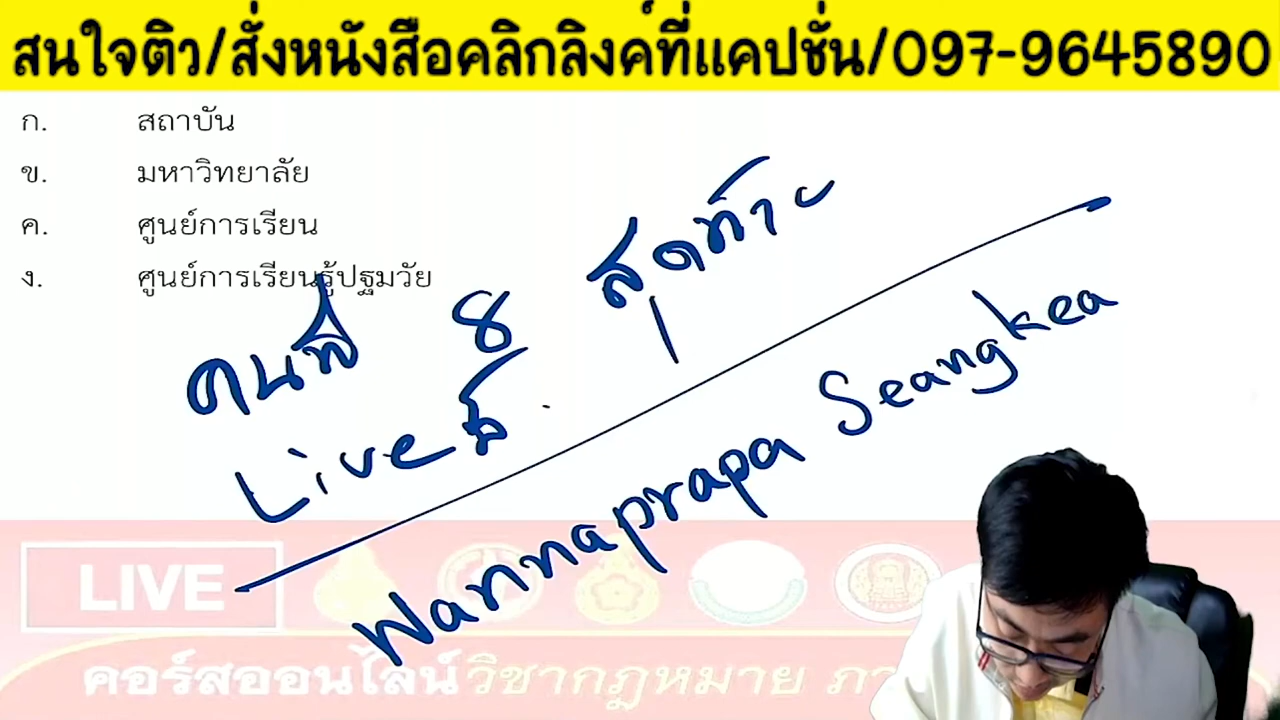 สนใจติว/สั่งหนังสือคลิกลิงค์ที่แคปชั่น/097-9645890
ก. สถาบัน
ข. มหาวิทยาลัย
ค. ศูนย์การเรียน
ง. ศูนย์การเรียนรู้ปฐมวัย
คนที่ 8 สุดท้าย
Live
Wannaprapa Seangkea
LIVE
คอร์สออนไลน์วิชากฎหมาย